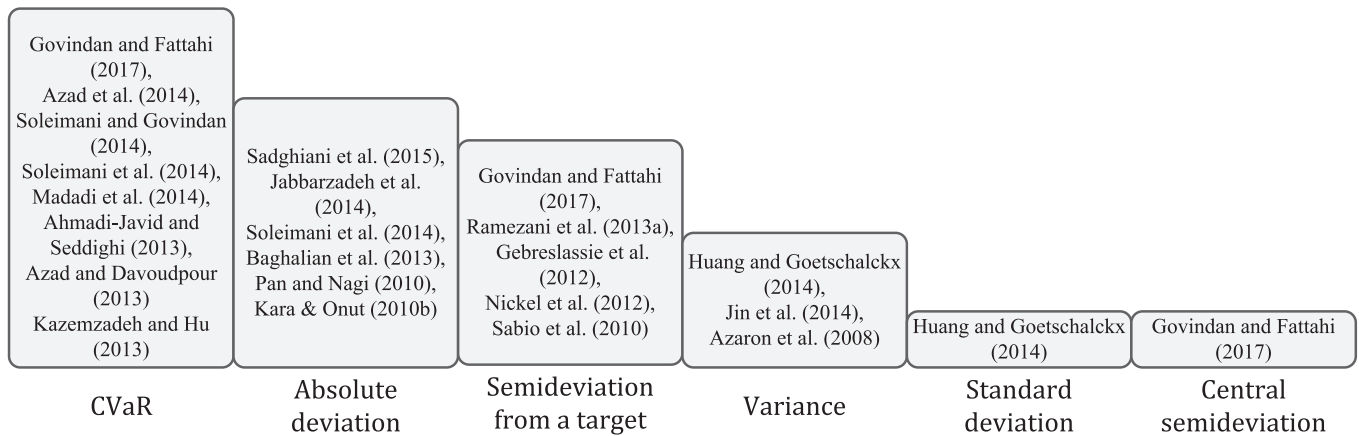 Govindan and Fattahi
(2017),
Azad et al. (2014),
Soleimani and Govindan
(2014),
Soleimani et al. (2014),
Madadi et al. (2014),
Ahmadi-Javid and
Seddighi (2013),
Azad and Davoudpour
(2013)
Kazemzadeh and Hu
(2013)
CVaR
Sadghiani et al. (2015),
Jabbarzadeh et al.
(2014),
Soleimani et al. (2014),
Baghalian et al. (2013),
Pan and Nagi (2010),
Kara & Onut (2010b)
Absolute
deviation
Govindan and Fattahi
(2017),
Ramezani et al. (2013a),
Gebreslassie et al.
(2012),
Nickel et al. (2012),
Sabio et al. (2010)
Semideviation
from a target
Huang and Goetschalckx
(2014),
Jin et al. (2014),
Azaron et al. (2008)
Variance
Huang and Goetschalckx
(2014)
Standard
deviation
Govindan and Fattahi
(2017)
Central
semideviation